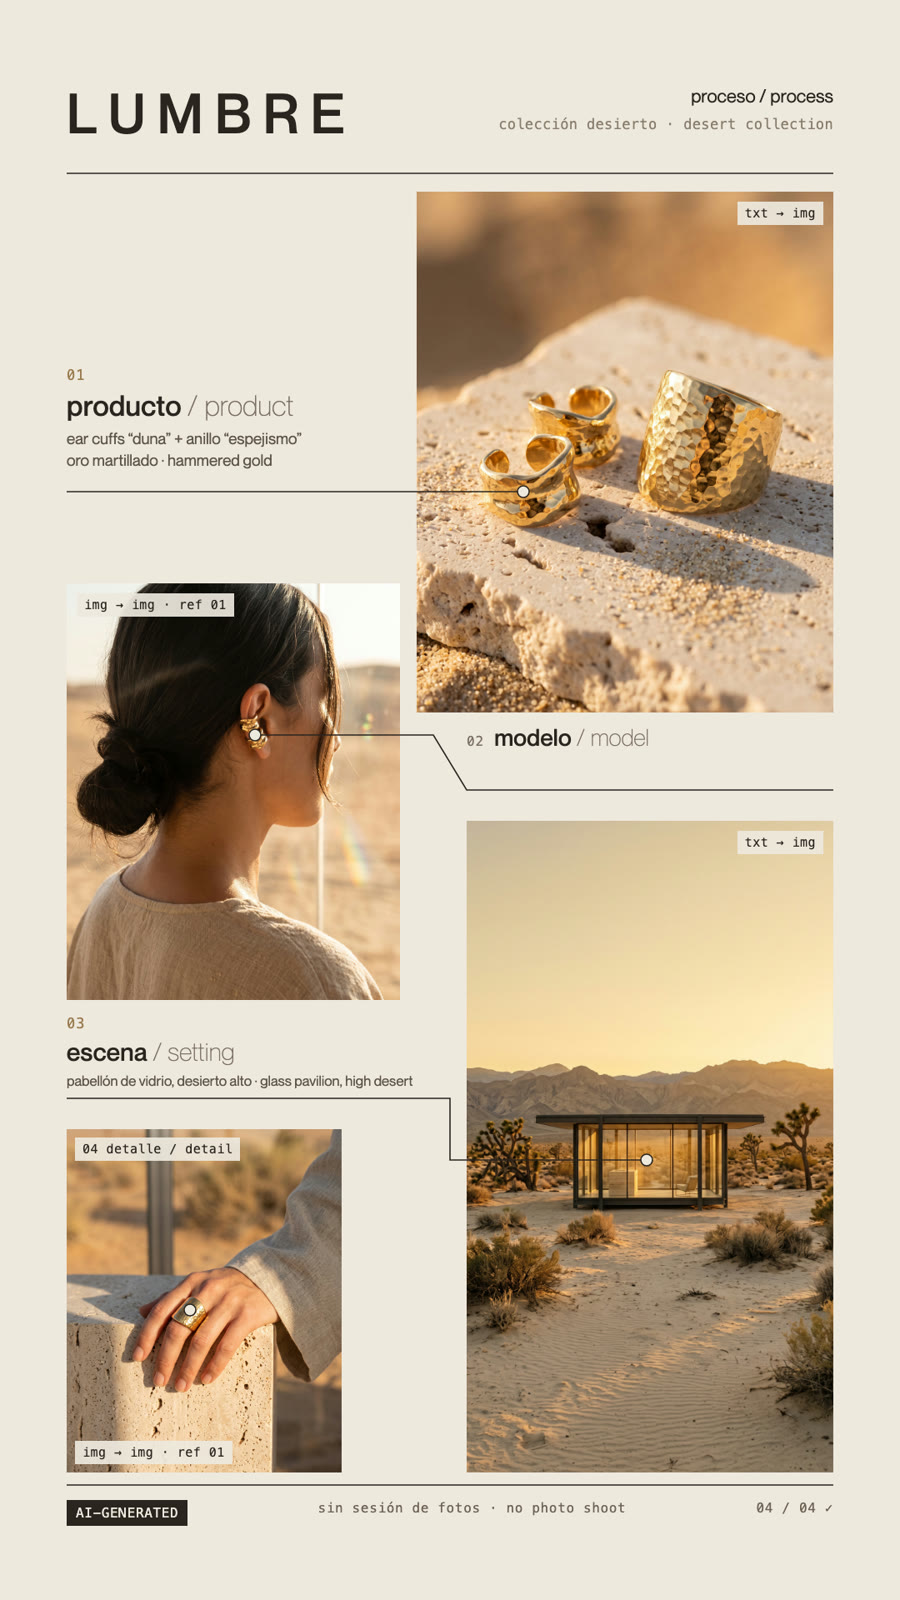 LUMBRE
proceso / process
colección desierto · desert collection
txt → img
01
producto / product
ear cuffs “duna” + anillo “espejismo”
oro martillado · hammered gold
img → img · ref 01
02 modelo / model
txt → img
03
escena / setting
pabellón de vidrio, desierto alto · glass pavilion, high desert
04 detalle / detail
img → img · ref 01
AI-GENERATED
sin sesión de fotos · no photo shoot
04 / 04 ✓